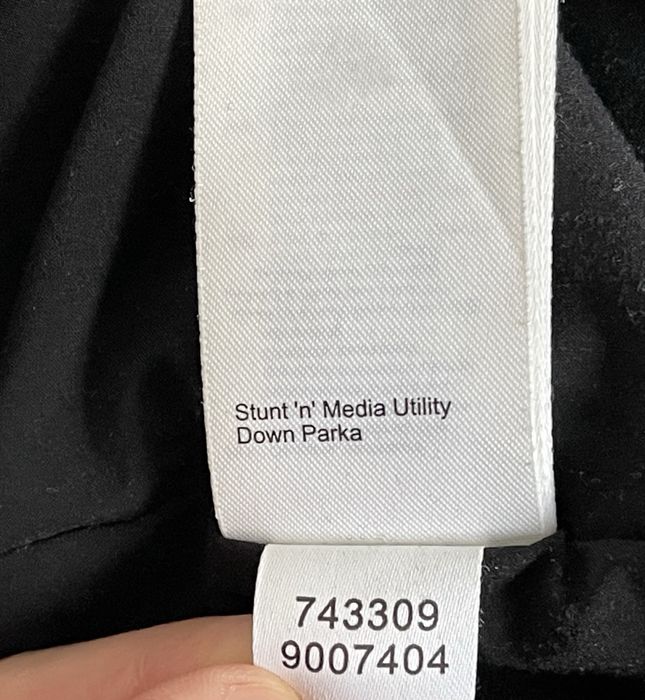 Stunt 'n' Media Utility
Down Parka
743309
9007404